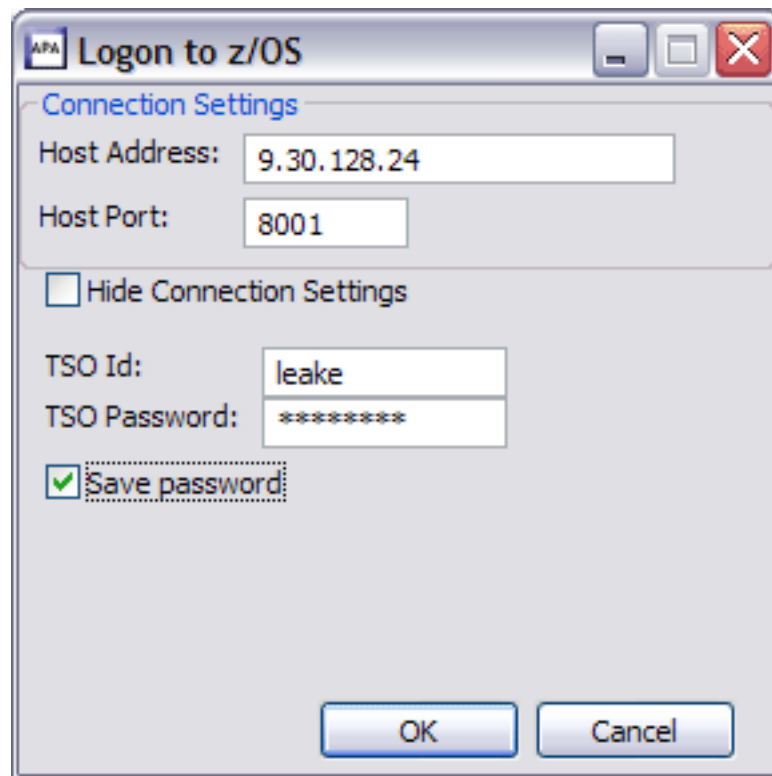 APA Logon to z/OS
Connection Settings
Host Address: 9.30.128.24
Host Port: 8001
Hide Connection Settings
TSO Id: leake
TSO Password: ********
Save password
OK Cancel